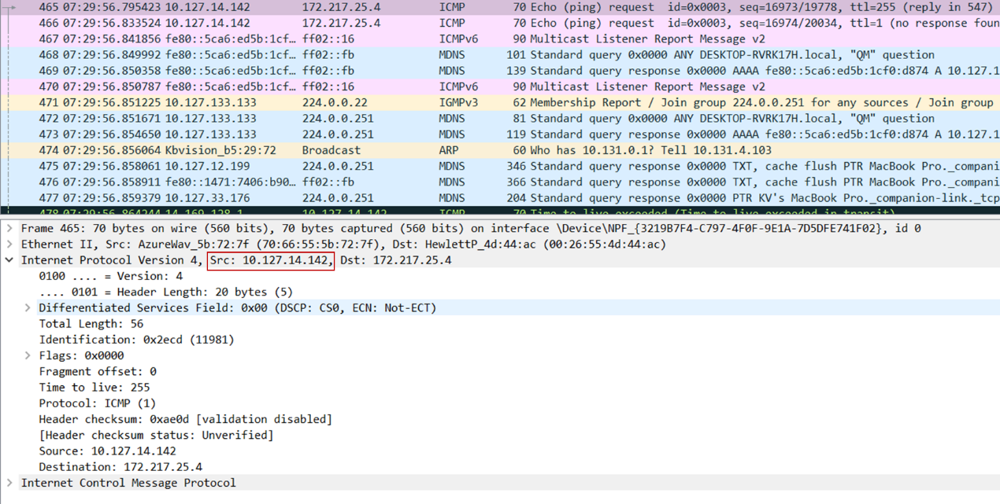 465 07:29:56.795423 10.127.14.142 172.217.25.4 ICMP 70 Echo (ping) request id=0x0003, seq=16973/19778, ttl=255 (reply in 547)
466 07:29:56.833524 10.127.14.142 172.217.25.4 ICMP 70 Echo (ping) request id=0x0003, seq=16974/20034, ttl=1 (no response foun
467 07:29:56.841856 fe80::5ca6:ed5b:1cf… ff02::16 ICMPv6 90 Multicast Listener Report Message v2
468 07:29:56.849992 fe80::5ca6:ed5b:1cf… ff02::fb MDNS 101 Standard query 0x0000 ANY DESKTOP-RVRK17H.local, "QM" question
469 07:29:56.850358 fe80::5ca6:ed5b:1cf… ff02::fb MDNS 139 Standard query response 0x0000 AAAA fe80::5ca6:ed5b:1cf0:d874 A 10.127.1
470 07:29:56.850787 fe80::5ca6:ed5b:1cf… ff02::16 ICMPv6 90 Multicast Listener Report Message v2
471 07:29:56.851225 10.127.133.133 224.0.0.22 IGMPv3 62 Membership Report / Join group 224.0.0.251 for any sources / Join group
472 07:29:56.851671 10.127.133.133 224.0.0.251 MDNS 81 Standard query 0x0000 ANY DESKTOP-RVRK17H.local, "QM" question
473 07:29:56.854650 10.127.133.133 224.0.0.251 MDNS 119 Standard query response 0x0000 AAAA fe80::5ca6:ed5b:1cf0:d874 A 10.127.1
474 07:29:56.856064 Kbvision_b5:29:72 Broadcast ARP 60 Who has 10.131.0.1? Tell 10.131.4.103
475 07:29:56.858061 10.127.12.199 224.0.0.251 MDNS 346 Standard query response 0x0000 TXT, cache flush PTR MacBook Pro._compani
476 07:29:56.858911 fe80::1471:7406:b90… ff02::fb MDNS 366 Standard query response 0x0000 TXT, cache flush PTR MacBook Pro._compani
477 07:29:56.859379 10.127.33.176 224.0.0.251 MDNS 204 Standard query response 0x0000 PTR KV's MacBook Pro._companion-link._tcp
478 07:29:56.864244 14.169.128.1 10.127.14.142 ICMP 70 Time-to-live exceeded (Time to live exceeded in transit)
Frame 465: 70 bytes on wire (560 bits), 70 bytes captured (560 bits) on interface \Device\NPF_{3219B7F4-C797-4F0F-9E1A-7D5DFE741F02}, id 0
Ethernet II, Src: AzureWav_5b:72:7f (70:66:55:5b:72:7f), Dst: HewlettP_4d:44:ac (00:26:55:4d:44:ac)
Internet Protocol Version 4, Src: 10.127.14.142, Dst: 172.217.25.4
0100 .... = Version: 4
.... 0101 = Header Length: 20 bytes (5)
Differentiated Services Field: 0x00 (DSCP: CS0, ECN: Not-ECT)
Total Length: 56
Identification: 0x2ecd (11981)
Flags: 0x0000
Fragment offset: 0
Time to live: 255
Protocol: ICMP (1)
Header checksum: 0xae0d [validation disabled]
[Header checksum status: Unverified]
Source: 10.127.14.142
Destination: 172.217.25.4
Internet Control Message Protocol